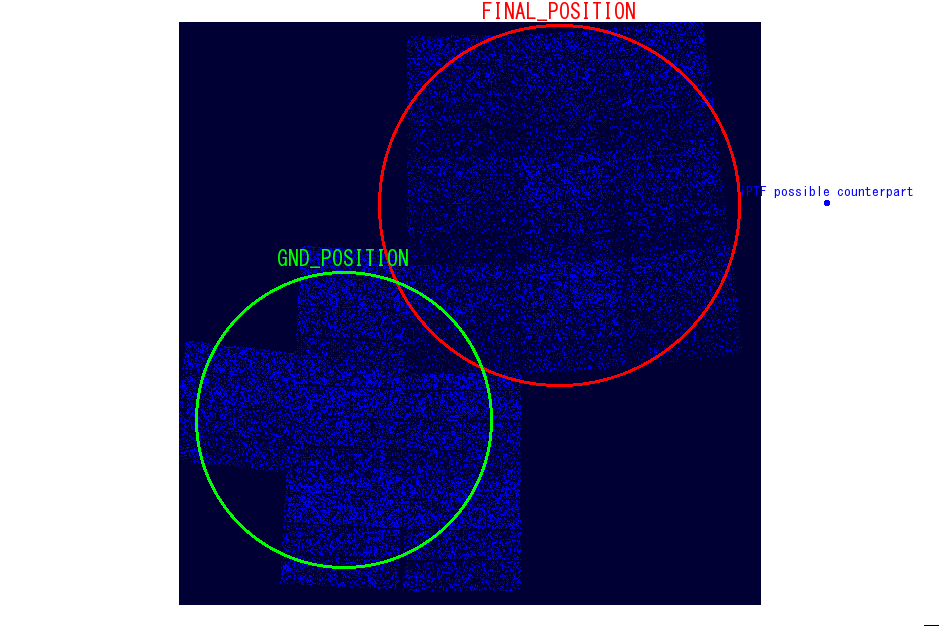 FINAL_POSITION
PTF possible counterpart
GND_POSITION